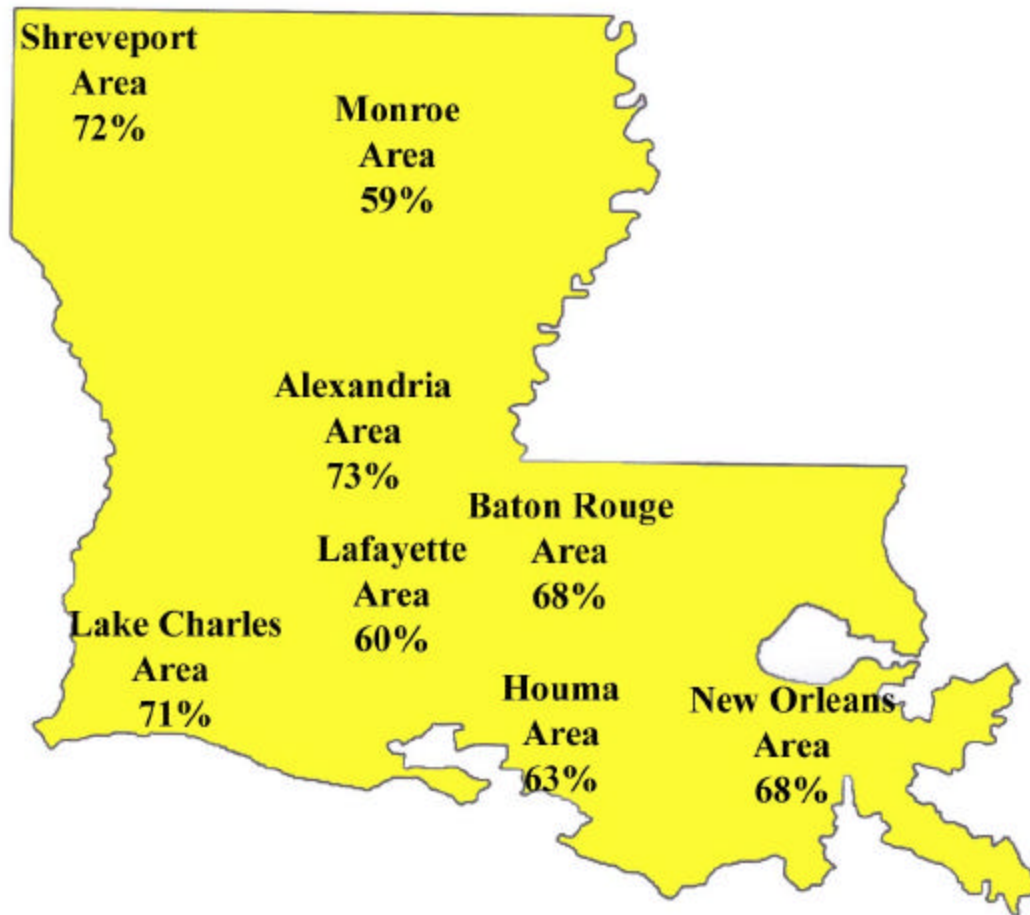 Shreveport
Area
72%
Monroe
Area
59%
Alexandria
Area
73%
Baton Rouge
Area
68%
Lafayette
Area
60%
Lake Charles
Area
71%
Houma
Area
63%
New Orleans
Area
68%